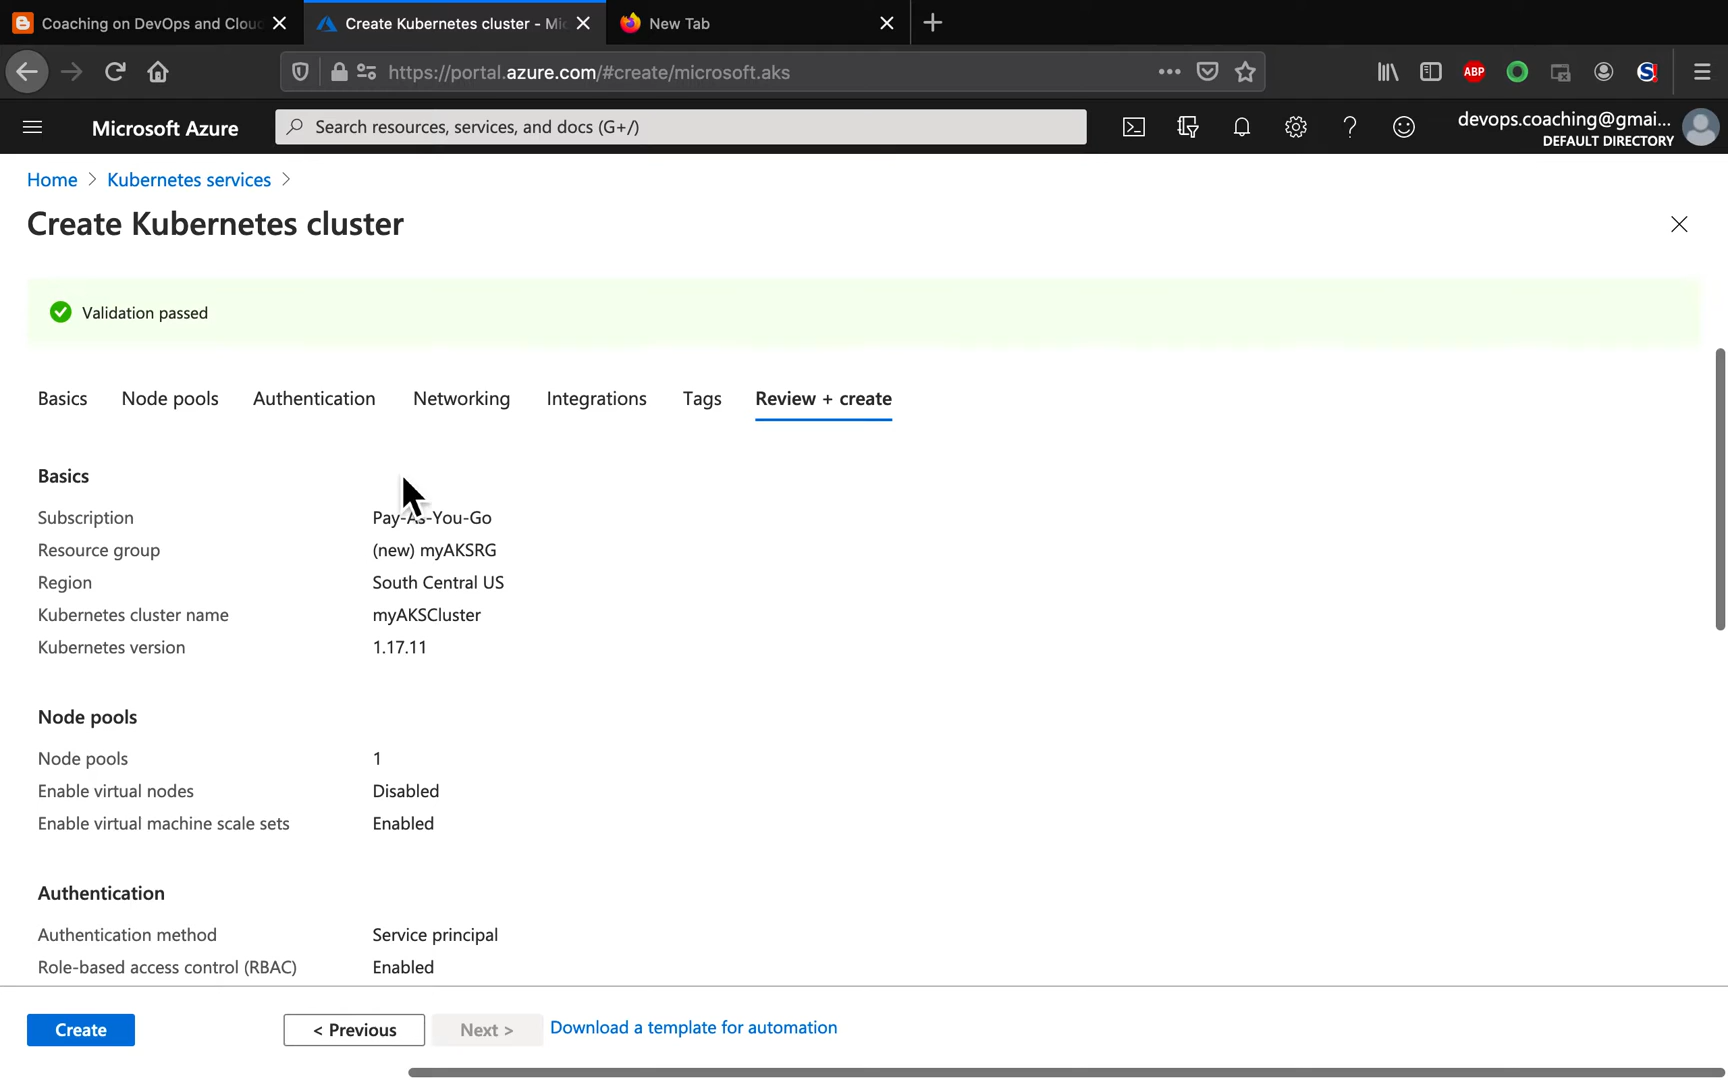 Coaching on DevOps and Clou
Create Kubernetes cluster - Mic
New Tab
https://portal.azure.com/#create/microsoft.aks
ABP
S
Microsoft Azure
Search resources, services, and docs (G+/)
devops.coaching@gmai...
DEFAULT DIRECTORY
Home > Kubernetes services >
Create Kubernetes cluster
Validation passed
Basics Node pools Authentication Networking Integrations Tags Review + create
Basics
Subscription Pay-As-You-Go
Resource group (new) myAKSRG
Region South Central US
Kubernetes cluster name myAKSCluster
Kubernetes version 1.17.11
Node pools
Node pools 1
Enable virtual nodes Disabled
Enable virtual machine scale sets Enabled
Authentication
Authentication method Service principal
Role-based access control (RBAC) Enabled
Create < Previous Next > Download a template for automation